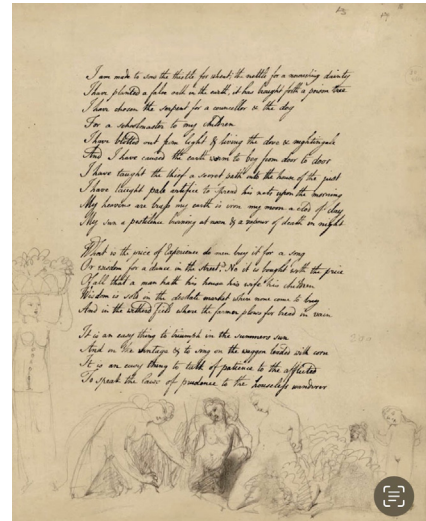 I am made to sow the thistle for wheat; the nettle for a nourishing dainty
I have planted a false oath in the earth, it has brought forth a poison tree
I have chosen the serpent for a councellor & the dog
For a schoolmaster to my children
I have blotted out from light & living the dove & nightingale
And I have caused the earth worm to beg from door to door
I have taught the thief a secret path into the house of the just
I have taught pale artifice to spread his nets upon the morning
My heavens are brass my earth is iron my moon a clod of clay
My sun a pestilence burning at noon & a vapour of death in night
What is the price of Experience do men buy it for a song
Or wisdom for a dance in the street? No it is bought with the price
Of all that a man hath his house his wife his children
Wisdom is sold in the desolate market where none come to buy
And in the witherd field where the farmer plows for bread in vain
It is an easy thing to triumph in the summers sun
And in the vintage & to sing on the waggon loaded with corn
It is an easy thing to talk of patience to the afflicted
To speak the laws of prudence to the houseless wanderer